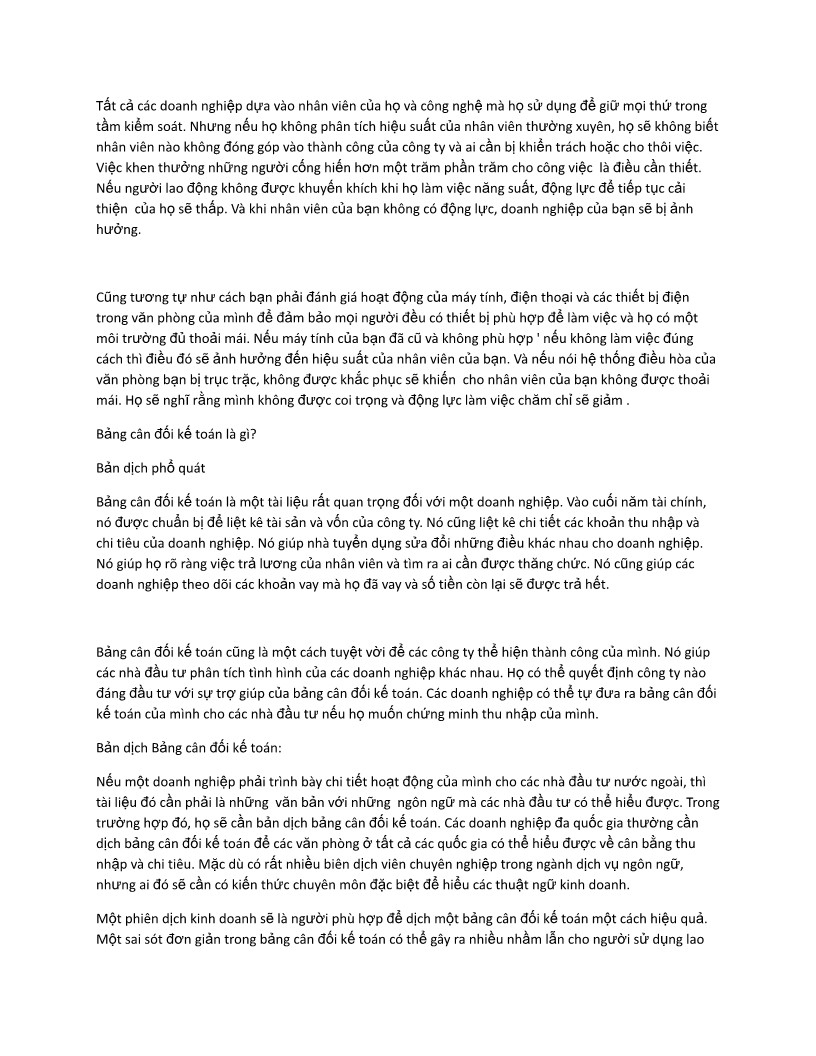 Tất cả các doanh nghiệp dựa vào nhân viên của họ và công nghệ mà họ sử dụng để giữ mọi thứ trong
tầm kiểm soát. Nhưng nếu họ không phân tích hiệu suất của nhân viên thường xuyên, họ sẽ không biết
nhân viên nào không đóng góp vào thành công của công ty và ai cần bị khiển trách hoặc cho thôi việc.
Việc khen thưởng những người cống hiến hơn một trăm phần trăm cho công việc  là điều cần thiết.
Nếu người lao động không được khuyến khích khi họ làm việc năng suất, động lực để tiếp tục cải
thiện  của họ sẽ thấp. Và khi nhân viên của bạn không có động lực, doanh nghiệp của bạn sẽ bị ảnh
hưởng.
Cũng tương tự như cách bạn phải đánh giá hoạt động của máy tính, điện thoại và các thiết bị điện
trong văn phòng của mình để đảm bảo mọi người đều có thiết bị phù hợp để làm việc và họ có một
môi trường đủ thoải mái. Nếu máy tính của bạn đã cũ và không phù hợp ' nếu không làm việc đúng
cách thì điều đó sẽ ảnh hưởng đến hiệu suất của nhân viên của bạn. Và nếu nói hệ thống điều hòa của
văn phòng bạn bị trục trặc, không được khắc phục sẽ khiến  cho nhân viên của bạn không được thoải
mái. Họ sẽ nghĩ rằng mình không được coi trọng và động lực làm việc chăm chỉ sẽ giảm .
Bảng cân đối kế toán là gì?
Bản dịch phổ quát
Bảng cân đối kế toán là một tài liệu rất quan trọng đối với một doanh nghiệp. Vào cuối năm tài chính,
nó được chuẩn bị để liệt kê tài sản và vốn của công ty. Nó cũng liệt kê chi tiết các khoản thu nhập và
chi tiêu của doanh nghiệp. Nó giúp nhà tuyển dụng sửa đổi những điều khác nhau cho doanh nghiệp.
Nó giúp họ rõ ràng việc trả lương của nhân viên và tìm ra ai cần được thăng chức. Nó cũng giúp các
doanh nghiệp theo dõi các khoản vay mà họ đã vay và số tiền còn lại sẽ được trả hết.
Bảng cân đối kế toán cũng là một cách tuyệt vời để các công ty thể hiện thành công của mình. Nó giúp
các nhà đầu tư phân tích tình hình của các doanh nghiệp khác nhau. Họ có thể quyết định công ty nào
đáng đầu tư với sự trợ giúp của bảng cân đối kế toán. Các doanh nghiệp có thể tự đưa ra bảng cân đối
kế toán của mình cho các nhà đầu tư nếu họ muốn chứng minh thu nhập của mình.
Bản dịch Bảng cân đối kế toán:
Nếu một doanh nghiệp phải trình bày chi tiết hoạt động của mình cho các nhà đầu tư nước ngoài, thì
tài liệu đó cần phải là những  văn bản với những  ngôn ngữ mà các nhà đầu tư có thể hiểu được. Trong
trường hợp đó, họ sẽ cần bản dịch bảng cân đối kế toán. Các doanh nghiệp đa quốc gia thường cần
dịch bảng cân đối kế toán để các văn phòng ở tất cả các quốc gia có thể hiểu được về cân bằng thu
nhập và chi tiêu. Mặc dù có rất nhiều biên dịch viên chuyên nghiệp trong ngành dịch vụ ngôn ngữ,
nhưng ai đó sẽ cần có kiến thức chuyên môn đặc biệt để hiểu các thuật ngữ kinh doanh.
Một phiên dịch kinh doanh sẽ là người phù hợp để dịch một bảng cân đối kế toán một cách hiệu quả.
Một sai sót đơn giản trong bảng cân đối kế toán có thể gây ra nhiều nhầm lẫn cho người sử dụng lao